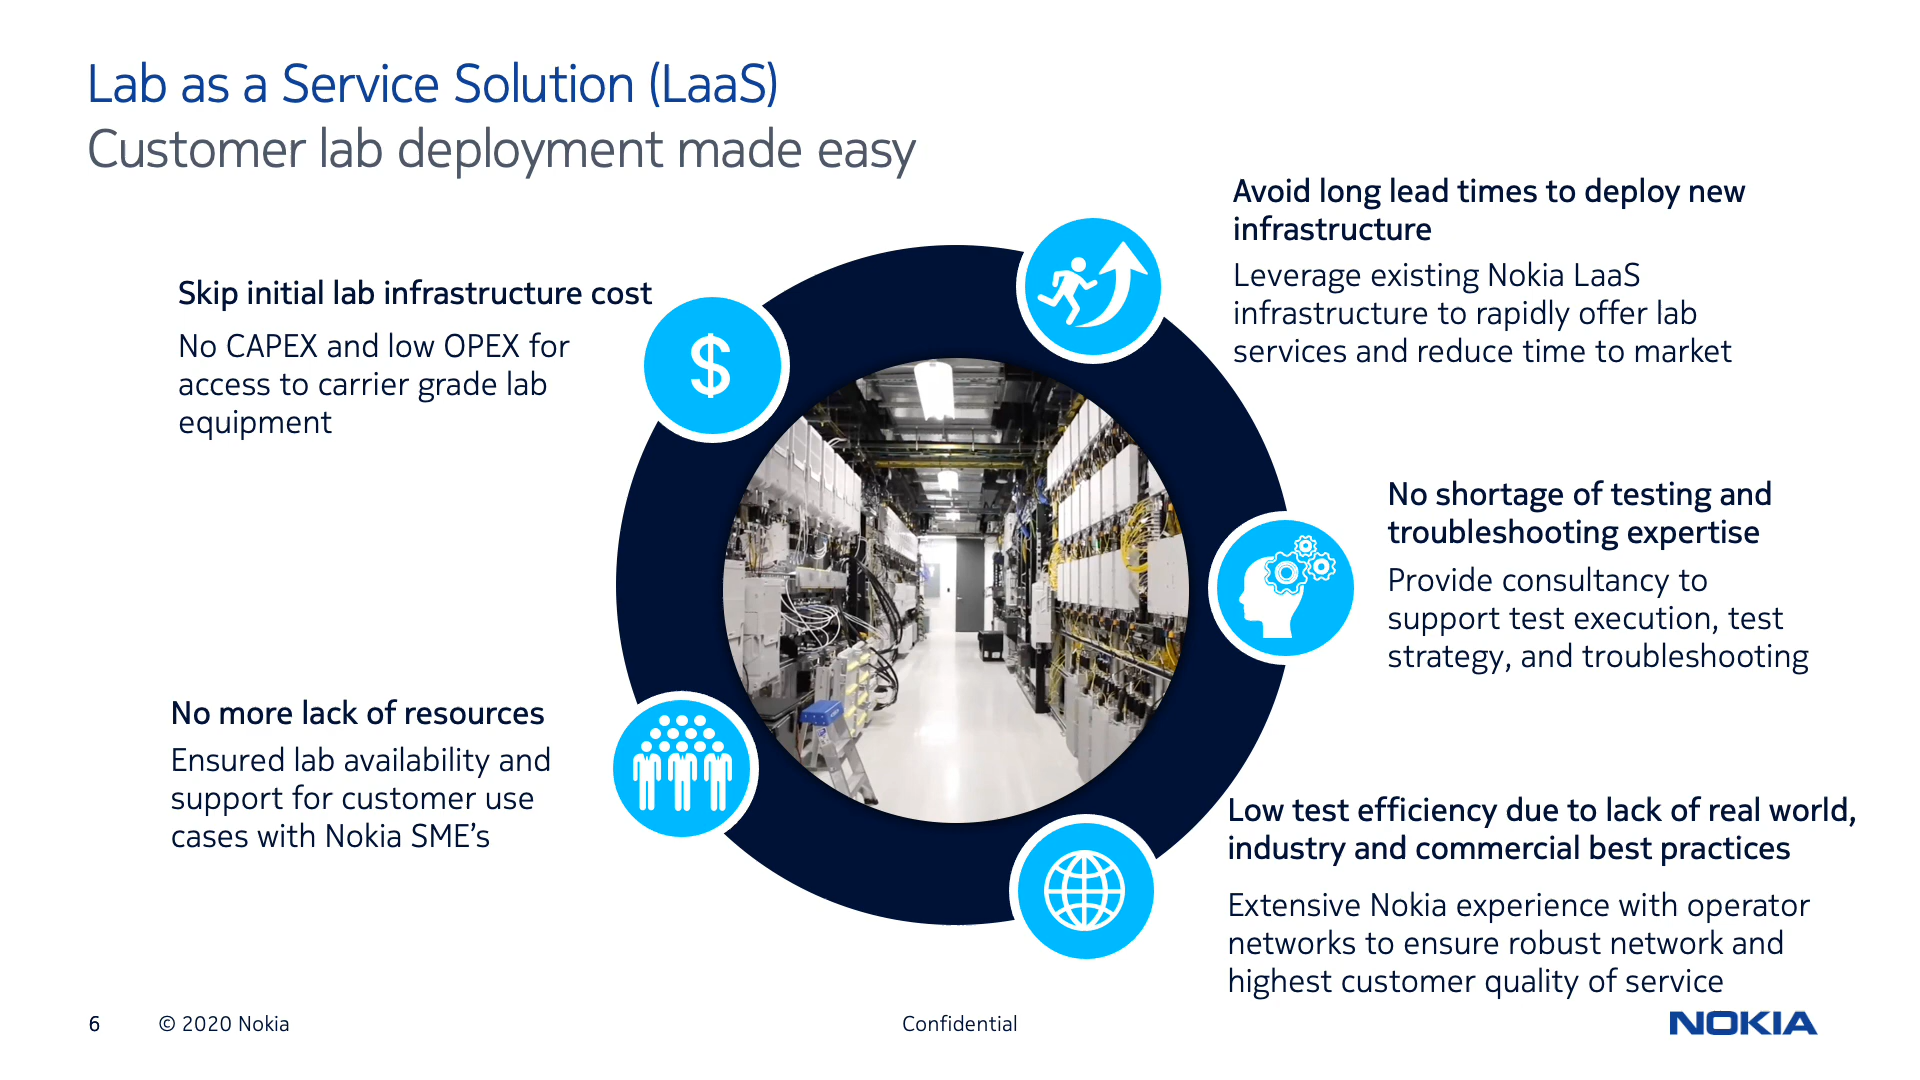 Lab as a Service Solution (LaaS)
Customer lab deployment made easy
Skip initial lab infrastructure cost
No CAPEX and low OPEX for
access to carrier grade lab
equipment
$
No more lack of resources
Ensured lab availability and
support for customer use
cases with Nokia SME’s
Avoid long lead times to deploy new
infrastructure
Leverage existing Nokia LaaS
infrastructure to rapidly offer lab
services and reduce time to market
No shortage of testing and
troubleshooting expertise
Provide consultancy to
support test execution, test
strategy, and troubleshooting
Low test efficiency due to lack of real world,
industry and commercial best practices
Extensive Nokia experience with operator
networks to ensure robust network and
highest customer quality of service
6
© 2020 Nokia
Confidential
NOKIA